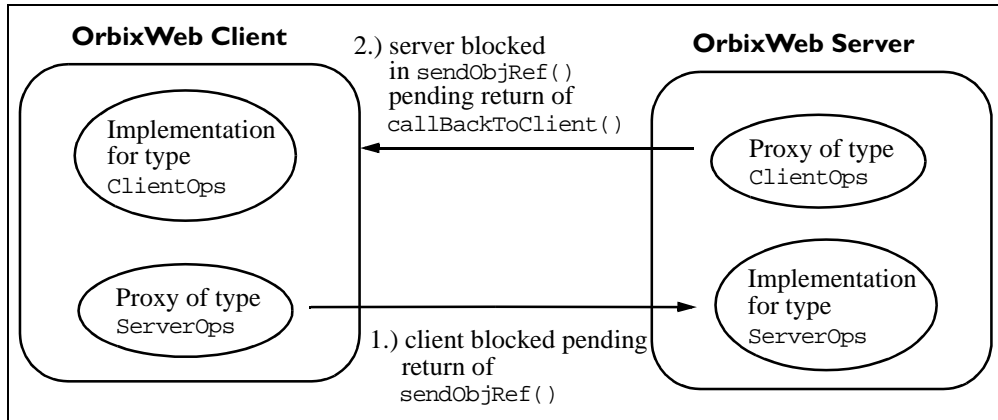 OrbixWeb Client
2.) server blocked
in sendObjRef()
pending return of
callBackToClient()
OrbixWeb Server
Implementation
for type
ClientOps
Proxy of type
ClientOps
Proxy of type
ServerOps
Implementation
for type
ServerOps
1.) client blocked pending
return of
sendObjRef()